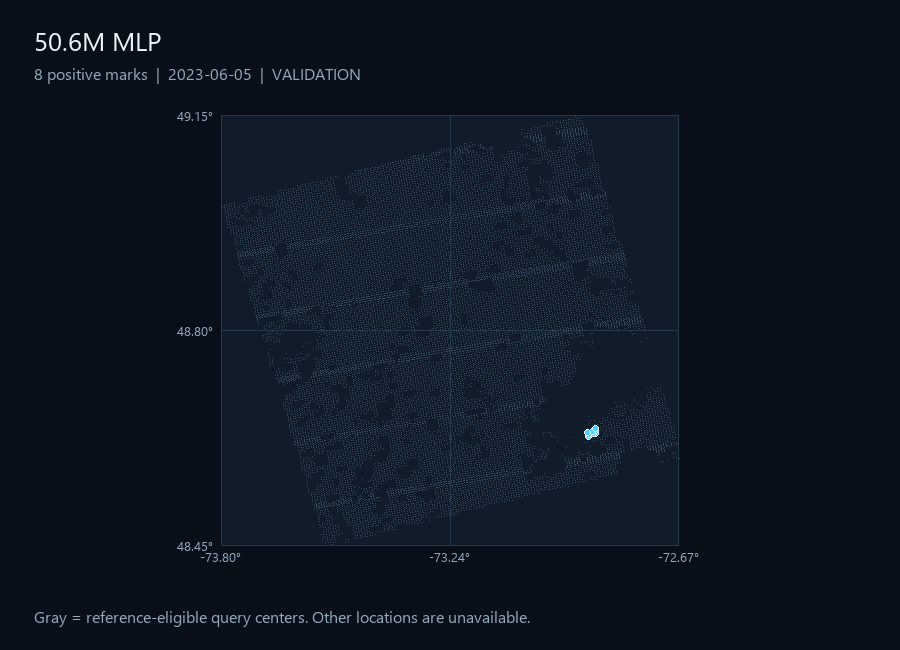 50.6M MLP
8 positive marks | 2023-06-05 | VALIDATION
49.15°
48.80°
48.45°
-73.80°
-73.24°
-72.67°
Gray = reference-eligible query centers. Other locations are unavailable.